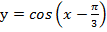 y = cos(x − π/3)